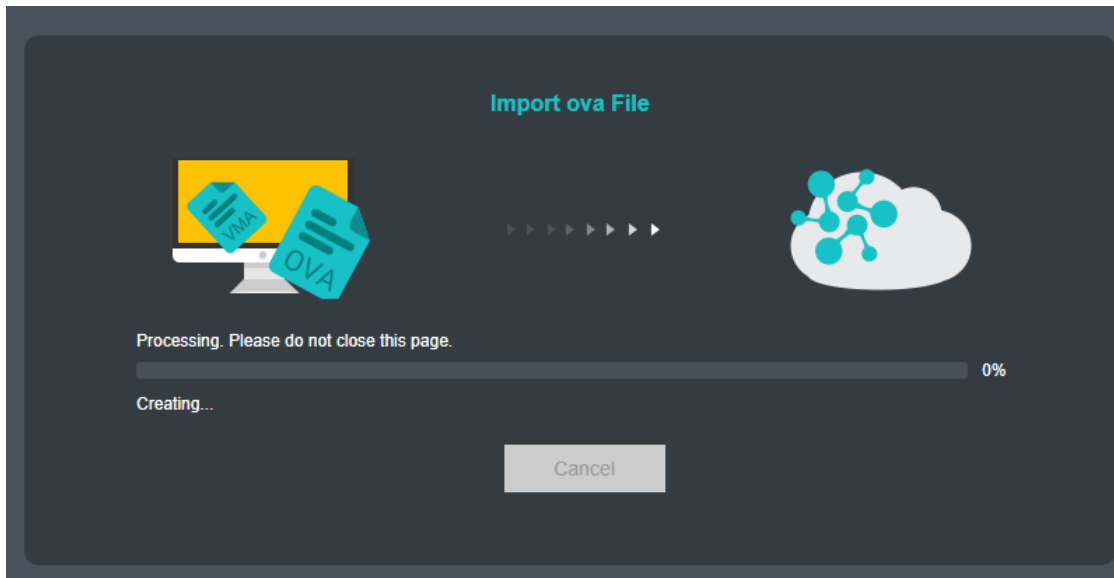 Import ova File
VMA
OVA
Processing. Please do not close this page.
0%
Creating...
Cancel